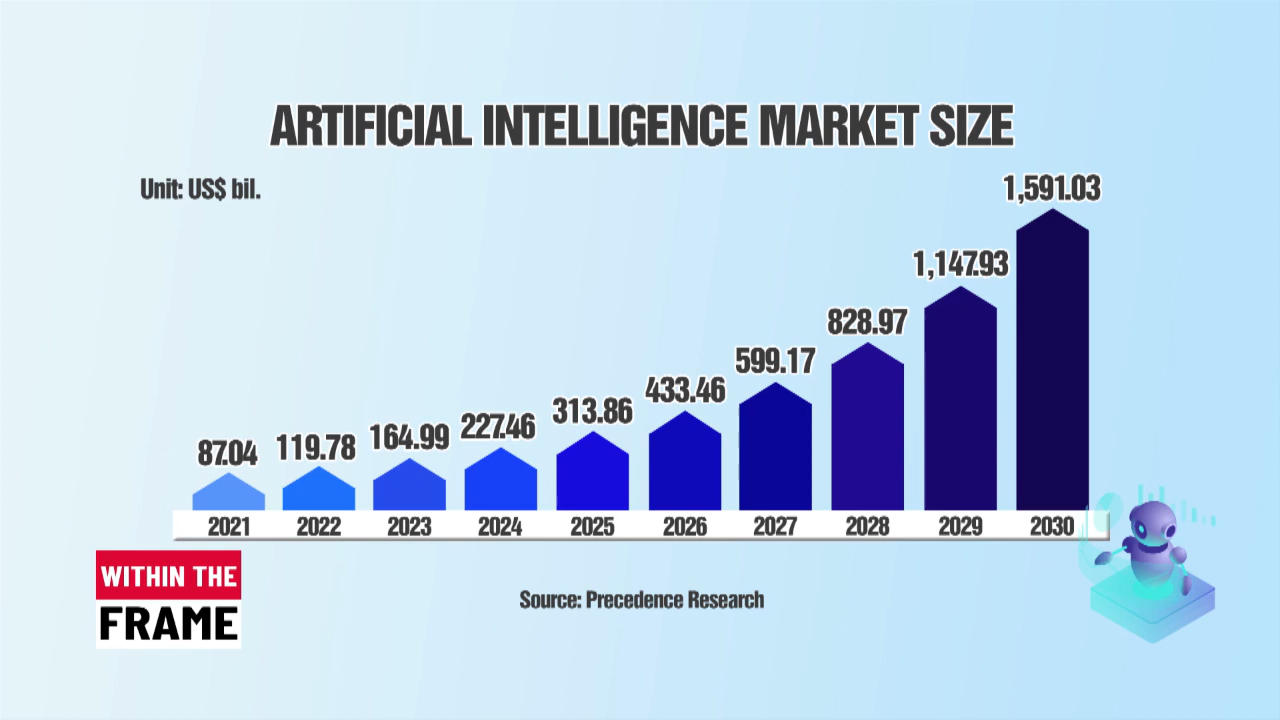 ARTIFICIAL INTELLIGENCE MARKET SIZE
Unit: US$ bil.
87.04
119.78
164.99
227.46
313.86
433.46
599.17
828.97
1,147.93
1,591.03
2021 2022 2023 2024 2025 2026 2027 2028 2029 2030
WITHIN THE
FRAME
Source: Precedence Research